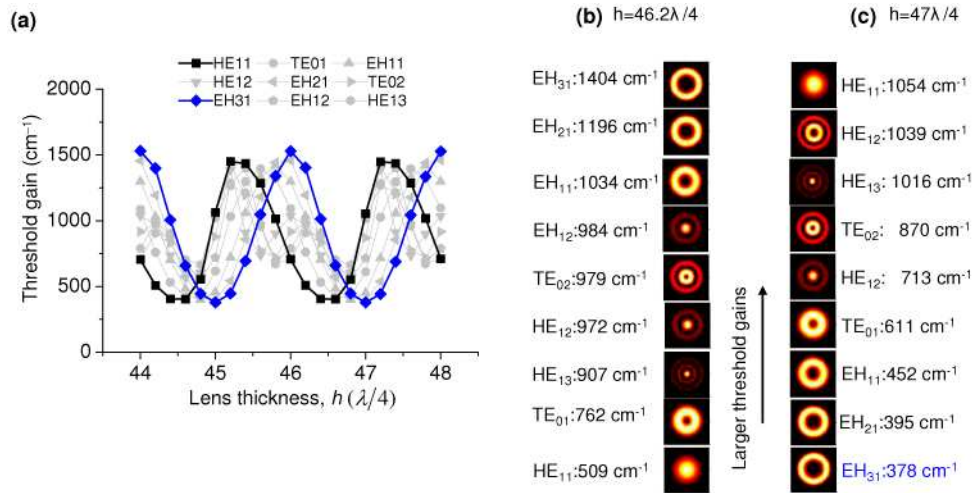 (a)
HE11 TE01 EH11
HE12 EH21 TE02
EH31 EH12 HE13
Threshold gain (cm⁻¹)
2000
1500
1000
500
0
44 45 46 47 48
Lens thickness, h (λ/4)
(b) h=46.2λ/4
EH₃₁:1404 cm⁻¹
EH₂₁:1196 cm⁻¹
EH₁₁:1034 cm⁻¹
EH₁₂:984 cm⁻¹
TE₀₂:979 cm⁻¹
HE₁₂:972 cm⁻¹
HE₁₃:907 cm⁻¹
TE₀₁:762 cm⁻¹
HE₁₁:509 cm⁻¹
Larger threshold gains
(c) h=47λ/4
HE₁₁:1054 cm⁻¹
HE₁₂:1039 cm⁻¹
HE₁₃: 1016 cm⁻¹
TE₀₂: 870 cm⁻¹
HE₁₂: 713 cm⁻¹
TE₀₁:611 cm⁻¹
EH₁₁:452 cm⁻¹
EH₂₁:395 cm⁻¹
EH₃₁:378 cm⁻¹